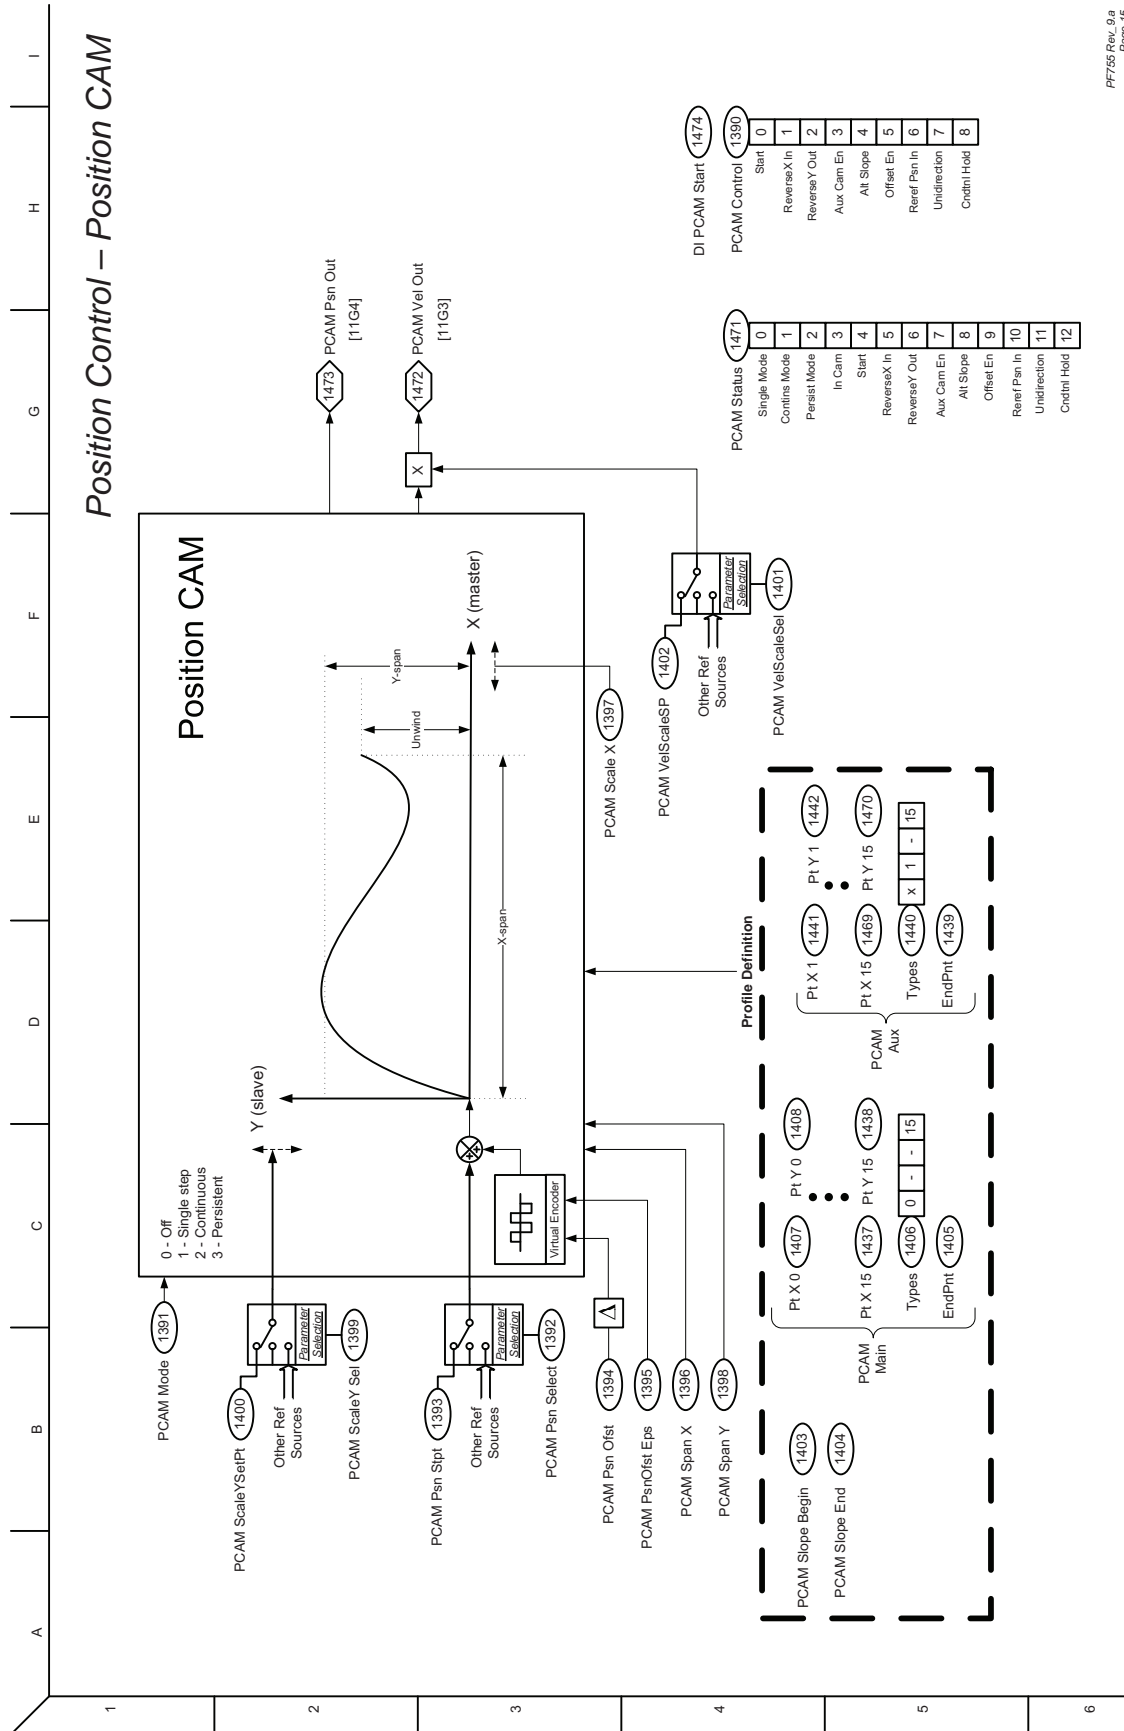 A
B
C
D
E
F
G
H
I
1
2
3
4
5
6
Position Control – Position CAM
PCAM Mode
1391
0 - Off
1 - Single step
2 - Continuous
3 - Persistent
Position CAM
PCAM ScaleYSetPt
1400
Other Ref
Sources
Parameter
Selection
PCAM ScaleY Sel
1399
Y (slave)
PCAM Psn Stpt
1393
Other Ref
Sources
Parameter
Selection
PCAM Psn Select
1392
+
+
Virtual Encoder
X-span
Unwind
Y-span
X (master)
PCAM Psn Ofst
1394
Δ
PCAM PsnOfst Eps
1395
PCAM Span X
1396
PCAM Span Y
1398
PCAM Scale X
1397
1473
PCAM Psn Out
[11G4]
X
1472
PCAM Vel Out
[11G3]
PCAM VelScaleSP
1402
Other Ref
Sources
Parameter
Selection
PCAM VelScaleSel
1401
Profile Definition
PCAM Slope Begin
1403
PCAM Slope End
1404
PCAM
Main
Pt X 0
1407
Pt Y 0
1408
Pt X 15
1437
Pt Y 15
1438
Types
1406
0
-
-
15
EndPnt
1405
PCAM
Aux
Pt X 1
1441
Pt Y 1
1442
Pt X 15
1469
Pt Y 15
1470
Types
1440
x
1
-
15
EndPnt
1439
PCAM Status
1471
Single Mode 0
Contins Mode 1
Persist Mode 2
In Cam 3
Start 4
ReverseX In 5
ReverseY Out 6
Aux Cam En 7
Alt Slope 8
Offset En 9
Reref Psn In 10
Unidirection 11
Cndtnl Hold 12
DI PCAM Start
1474
PCAM Control
1390
Start 0
ReverseX In 1
ReverseY Out 2
Aux Cam En 3
Alt Slope 4
Offset En 5
Reref Psn In 6
Unidirection 7
Cndtnl Hold 8
PF755 Rev_9.a